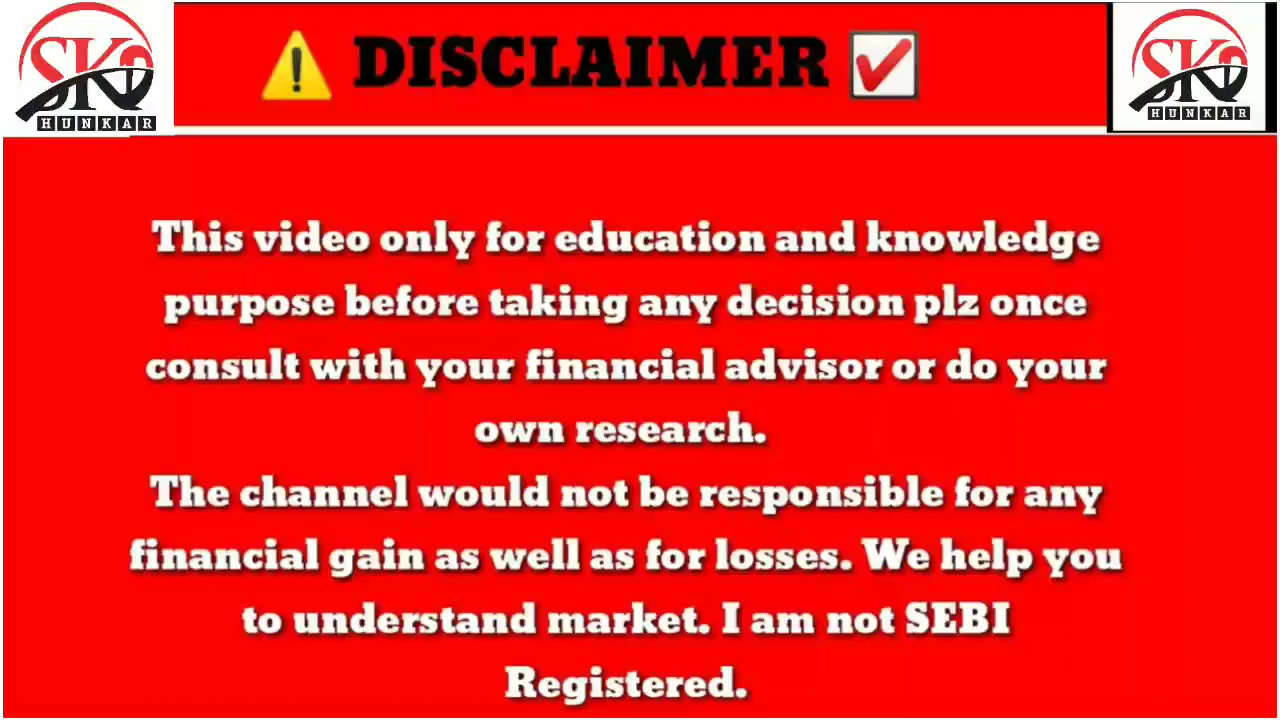 SK
HUNKAR
⚠️ DISCLAIMER ☑
SK
HUNKAR
This video only for education and knowledge
purpose before taking any decision plz once
consult with your financial advisor or do your
own research.
The channel would not be responsible for any
financial gain as well as for losses. We help you
to understand market. I am not SEBI
Registered.